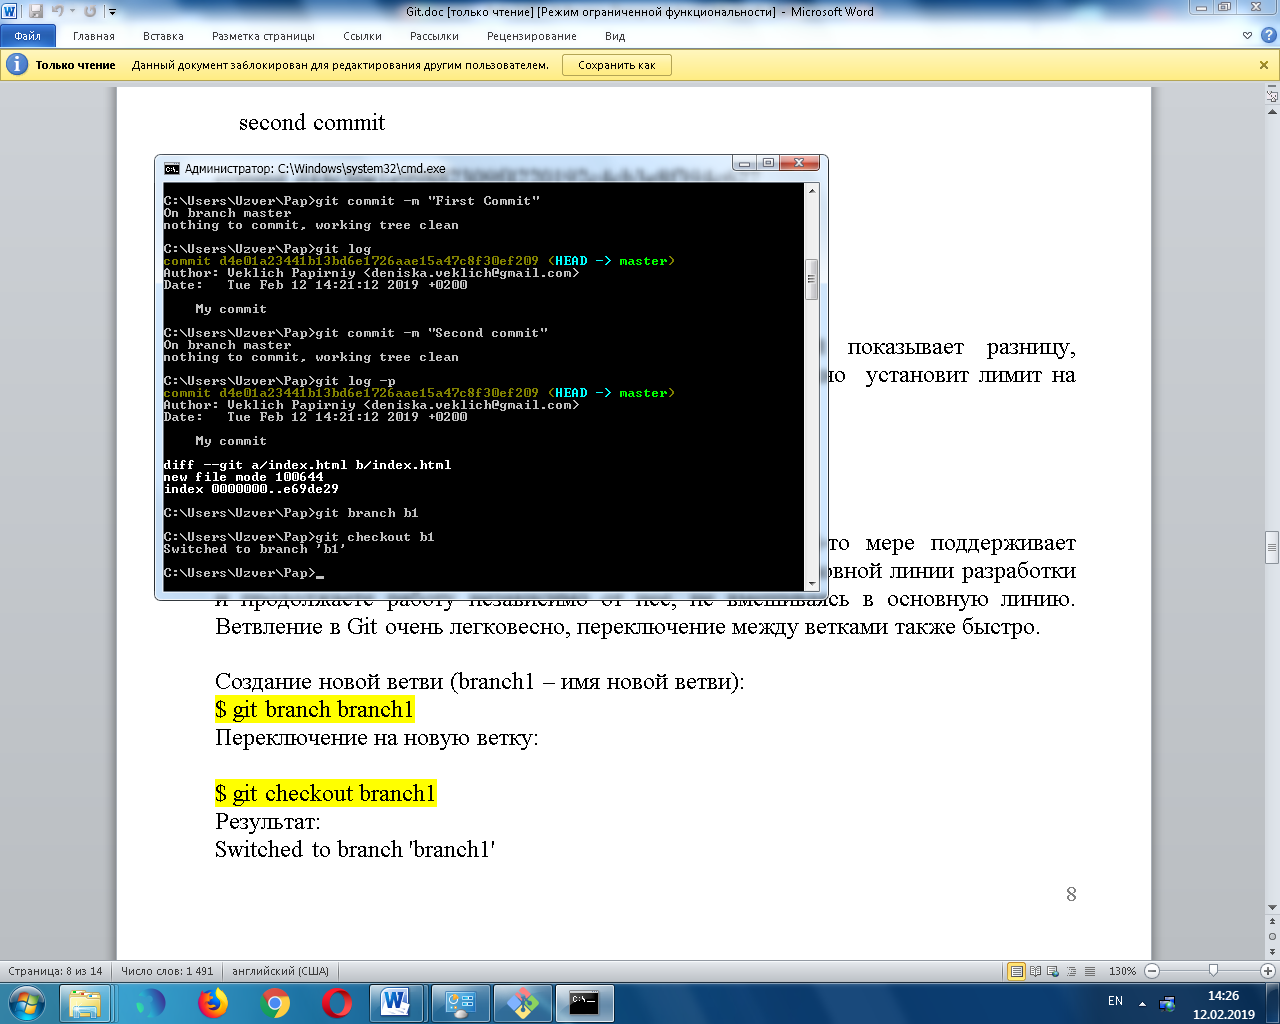 Git.doc [только чтение] [Режим ограниченной функциональности] - Microsoft Word
Файл Главная Вставка Разметка страницы Ссылки Рассылки Рецензирование Вид
Только чтение Данный документ заблокирован для редактирования другим пользователем. Сохранить как
second commit
Администратор: C:\Windows\system32\cmd.exe
C:\Users\Uzver\Pap>git commit -m "First Commit"
On branch master
nothing to commit, working tree clean
C:\Users\Uzver\Pap>git log
commit d4e01a23441b13bd6e1726aae15a47c8f30ef209 (HEAD -> master)
Author: Veklich Papirniy <deniska.veklich@gmail.com>
Date: Tue Feb 12 14:21:12 2019 +0200
My commit
C:\Users\Uzver\Pap>git commit -m "Second commit"
On branch master
nothing to commit, working tree clean
C:\Users\Uzver\Pap>git log -p
commit d4e01a23441b13bd6e1726aae15a47c8f30ef209 (HEAD -> master)
Author: Veklich Papirniy <deniska.veklich@gmail.com>
Date: Tue Feb 12 14:21:12 2019 +0200
My commit
diff --git a/index.html b/index.html
new file mode 100644
index 0000000..e69de29
C:\Users\Uzver\Pap>git branch b1
C:\Users\Uzver\Pap>git checkout b1
Switched to branch 'b1'
C:\Users\Uzver\Pap>_
показывает разницу,
установит лимит на
мере поддерживает
линии разработки
и продолжаете работу независимо от нее, не вмешиваясь в основную линию.
Ветвление в Git очень легковесно, переключение между ветками также быстро.
Создание новой ветви (branch1 – имя новой ветви):
$ git branch branch1
Переключение на новую ветку:
$ git checkout branch1
Результат:
Switched to branch 'branch1'
8
Страница: 8 из 14 Число слов: 1 491 английский (США) 130%
EN 14:26
12.02.2019